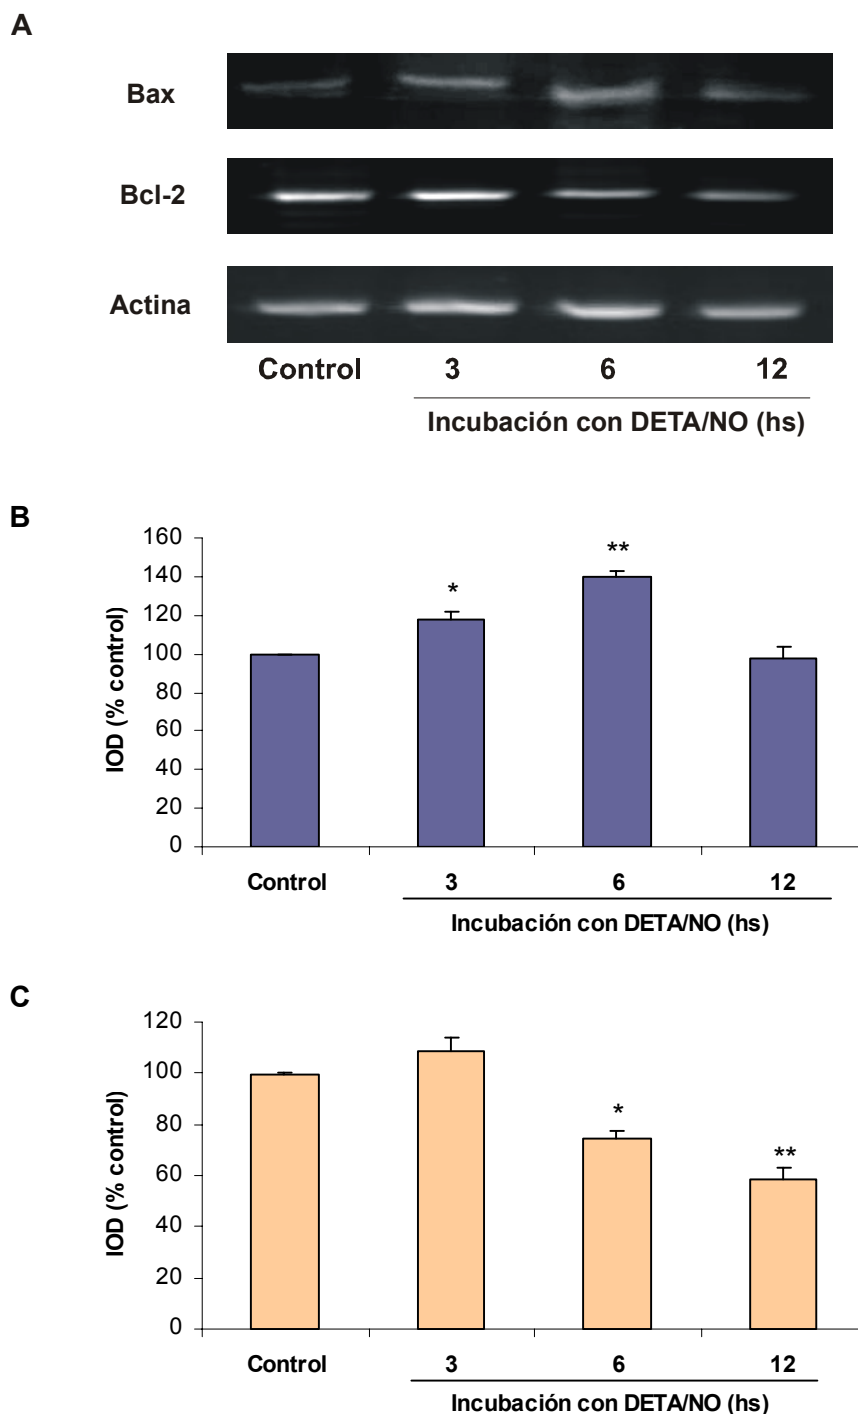 A
Bax
Bcl-2
Actina
Control 3 6 12
Incubación con DETA/NO (hs)
B
IOD (% control)
160
140
120
100
80
60
40
20
0
*
**
Control 3 6 12
Incubación con DETA/NO (hs)
C
IOD (% control)
120
100
80
60
40
20
0
*
**
Control 3 6 12
Incubación con DETA/NO (hs)